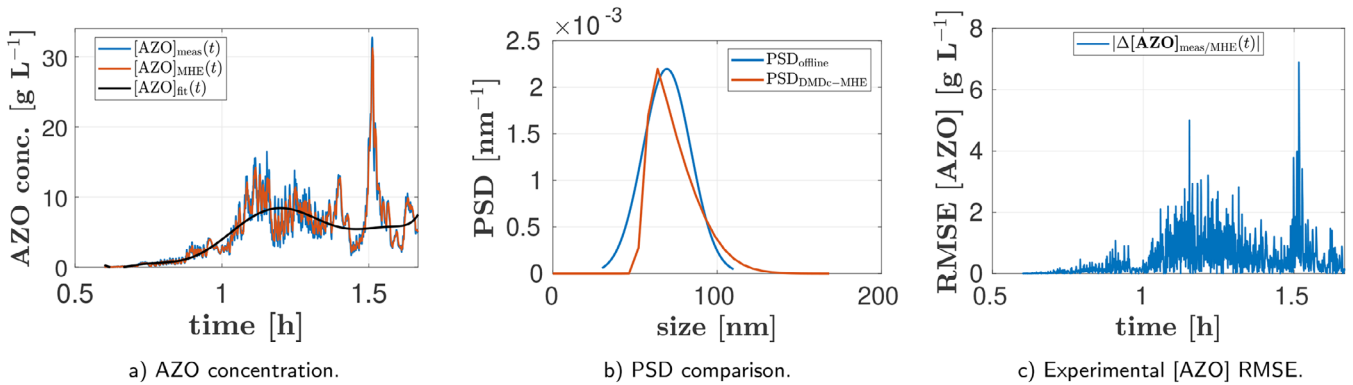 AZO conc. [g L⁻¹]
30
20
10
0
[AZO]meas(t)
[AZO]MHE(t)
[AZO]fit(t)
0.5
1
1.5
time [h]
a) AZO concentration.
×10⁻³
PSD [nm⁻¹]
2.5
2
1.5
1
0.5
0
PSDoffline
PSDDMDc−MHE
0
100
200
size [nm]
b) PSD comparison.
RMSE [AZO] [g L⁻¹]
8
6
4
2
0
|Δ[AZO]meas/MHE(t)|
0.5
1
1.5
time [h]
c) Experimental [AZO] RMSE.